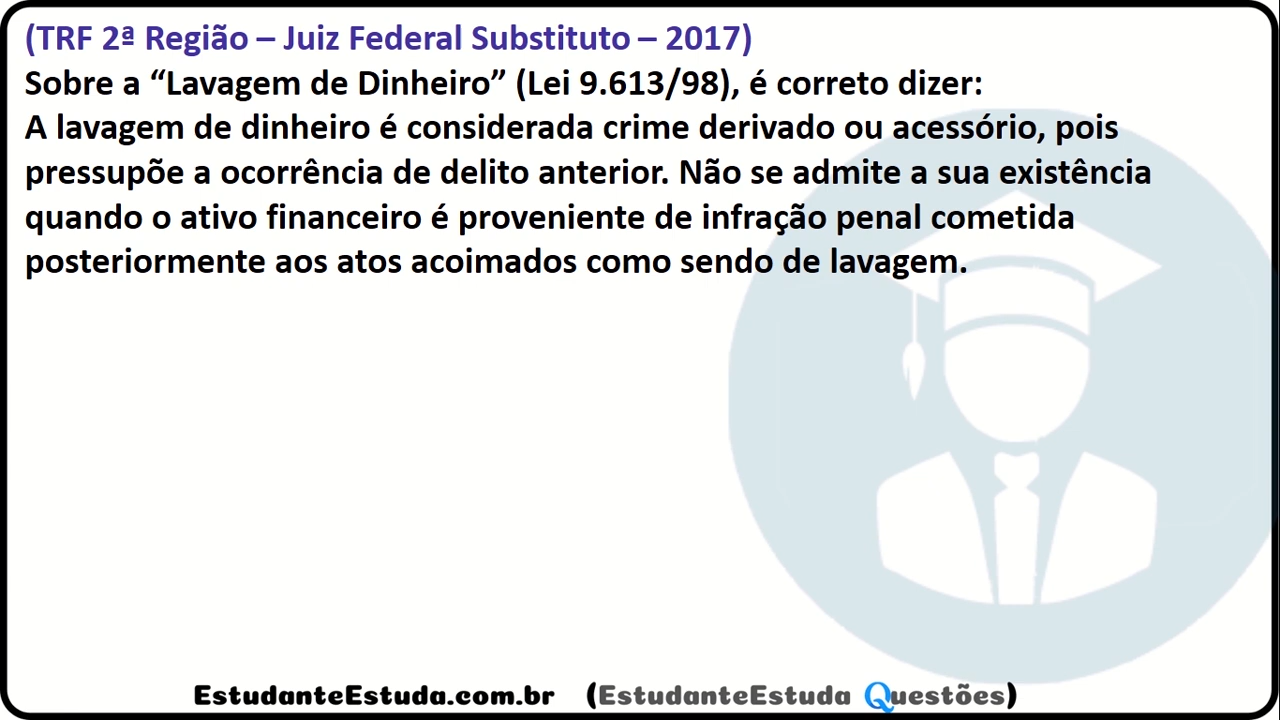 (TRF 2ª Região – Juiz Federal Substituto – 2017)
Sobre a “Lavagem de Dinheiro” (Lei 9.613/98), é correto dizer:
A lavagem de dinheiro é considerada crime derivado ou acessório, pois
pressupõe a ocorrência de delito anterior. Não se admite a sua existência
quando o ativo financeiro é proveniente de infração penal cometida
posteriormente aos atos acoimados como sendo de lavagem.
EstudanteEstuda.com.br (EstudanteEstuda Questões)